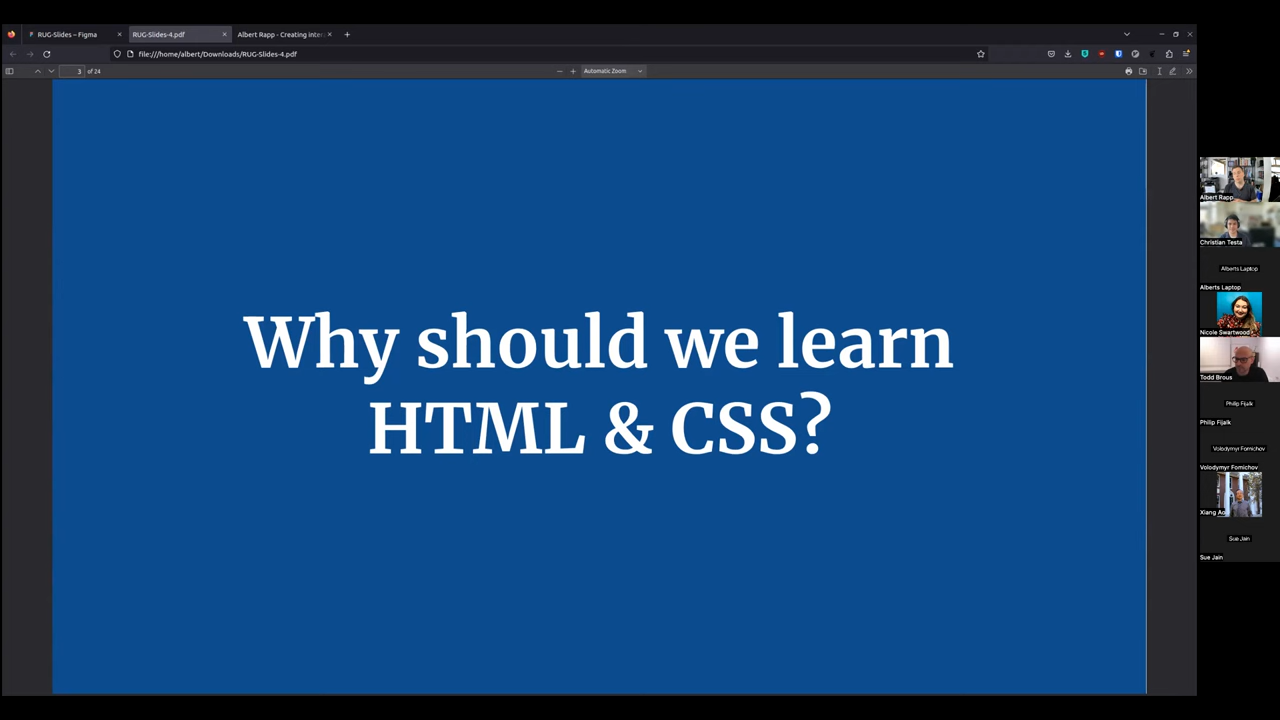 RUG-Slides – Figma
RUG-Slides-4.pdf
Albert Rapp - Creating inter
file:///home/albert/Downloads/RUG-Slides-4.pdf
3 of 24
Automatic Zoom
Why should we learn
HTML & CSS?
Albert Rapp
Christian Testa
Alberts Laptop
Alberts Laptop
Nicole Swartwood
Todd Brous
Philip Fijalk
Philip Fijalk
Volodymyr Fomichov
Volodymyr Fomichov
Xiang Ao
Sue Jain
Sue Jain